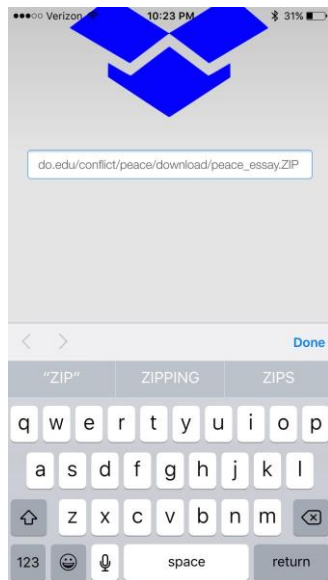 Verizon 10:23 PM 31%
do.edu/conflict/peace/download/peace_essay.ZIP
Done
“ZIP” ZIPPING ZIPS
q w e r t y u i o p
a s d f g h j k l
z x c v b n m
123 space return